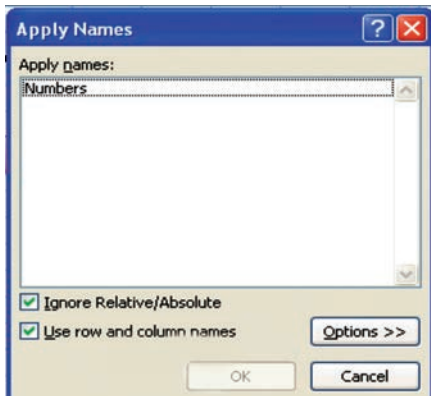 Apply Names
Apply names:
Numbers
Ignore Relative/Absolute
Use row and column names
Options >>
OK
Cancel